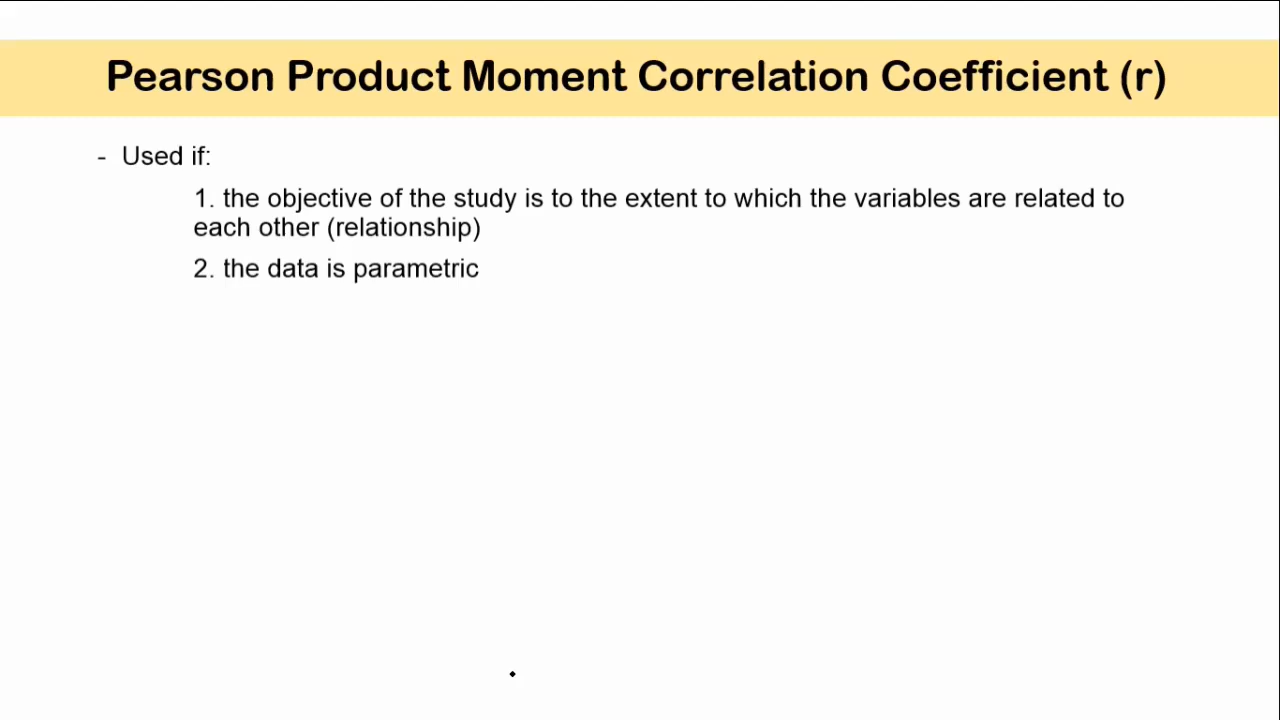 Pearson Product Moment Correlation Coefficient (r)
- Used if:
1. the objective of the study is to the extent to which the variables are related to
each other (relationship)
2. the data is parametric